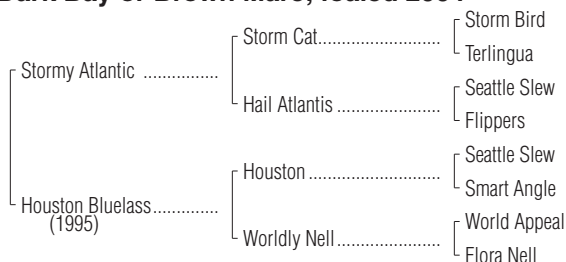 Dark Bay or Brown Mare; foaled 2001
Storm Bird
Storm Cat..........................
Terlingua
Stormy Atlantic ................
Seattle Slew
Hail Atlantis ......................
Flippers
Seattle Slew
Houston ............................
Smart Angle
Houston Bluelass..............
(1995)
World Appeal
Worldly Nell......................
Flora Nell